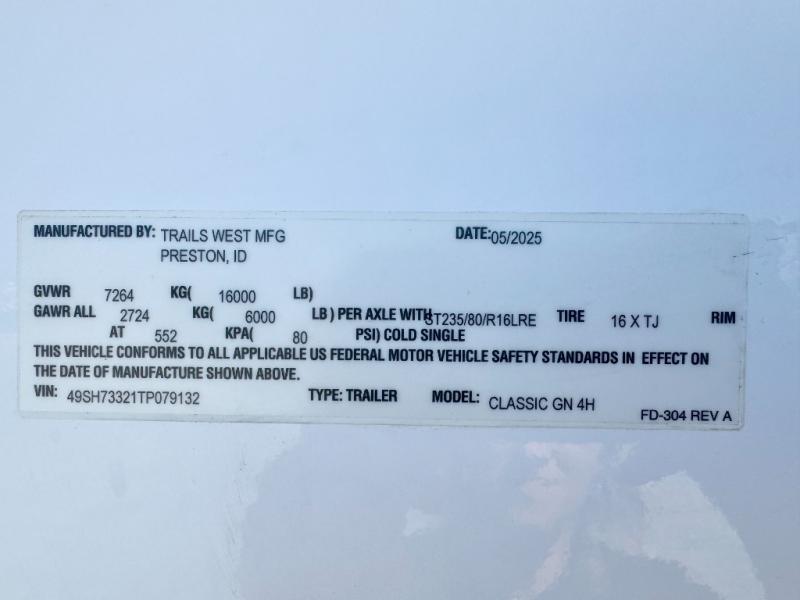 MANUFACTURED BY: TRAILS WEST MFG DATE: 05/2025
PRESTON, ID
GVWR 7264 KG( 16000 LB)
GAWR ALL 2724 KG( 6000 LB ) PER AXLE WITH ST235/80/R16LRE TIRE 16 X TJ RIM
AT 552 KPA( 80 PSI) COLD SINGLE
THIS VEHICLE CONFORMS TO ALL APPLICABLE US FEDERAL MOTOR VEHICLE SAFETY STANDARDS IN EFFECT ON
THE DATE OF MANUFACTURE SHOWN ABOVE.
VIN: 49SH73321TP079132 TYPE: TRAILER MODEL: CLASSIC GN 4H
FD-304 REV A